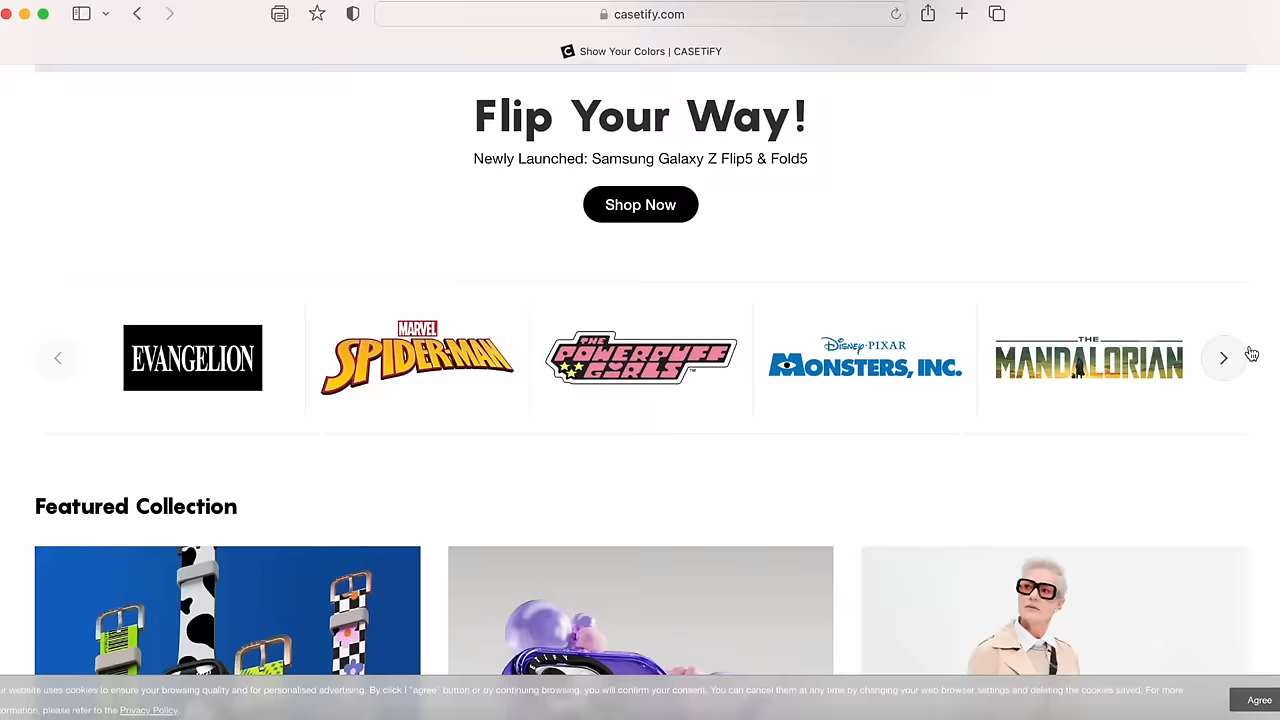 casetify.com
Show Your Colors | CASETiFY
Flip Your Way!
Newly Launched: Samsung Galaxy Z Flip5 & Fold5
Shop Now
EVANGELION
MARVEL
SPIDER-MAN
THE
POWERPUFF
GIRLS™
Disney·PIXAR
MONSTERS, INC.
THE
MANDALORIAN
Featured Collection
website uses cookies to ensure your browsing quality and for personalised advertising. By click I "agree" button or by continuing browsing, you will confirm your consent. You can cancel them at any time by changing your web browser settings and deleting the cookies saved. For more
please refer to the Privacy Policy.
Agree